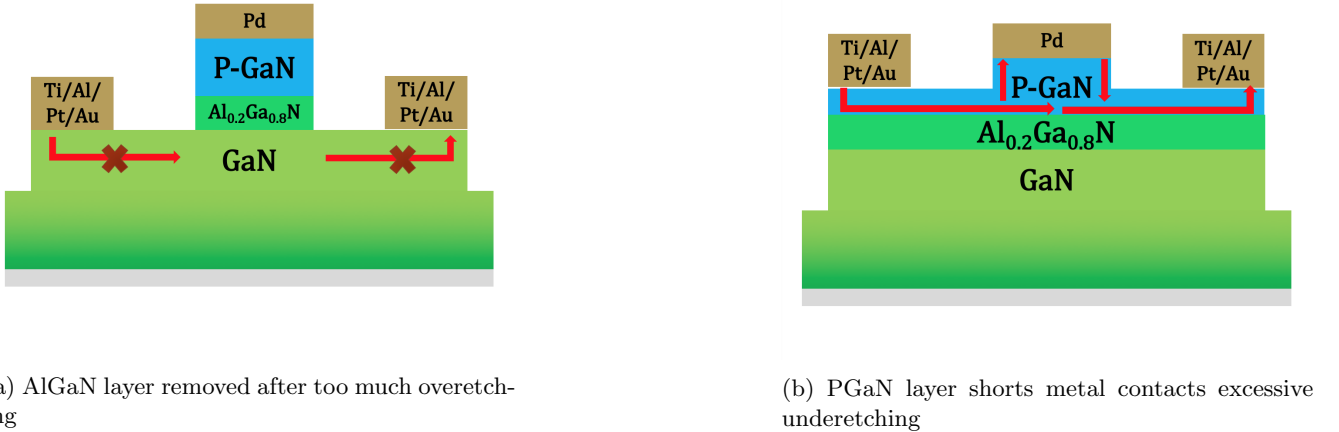 Pd
P-GaN
Al0.2Ga0.8N
Ti/Al/
Pt/Au
Ti/Al/
Pt/Au
GaN
a) AlGaN layer removed after too much overetch-
ng
Pd
Ti/Al/
Pt/Au
Ti/Al/
Pt/Au
P-GaN
Al0.2Ga0.8N
GaN
(b) PGaN layer shorts metal contacts excessive
underetching